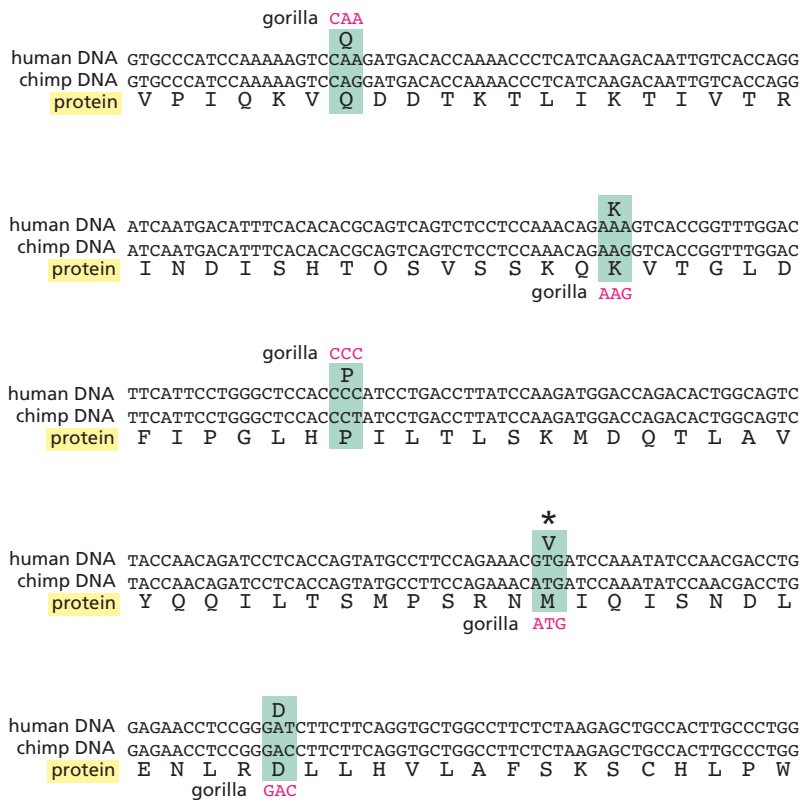 gorilla CAA
Q
human DNA GTGCCCATCCAAAAAGTCCAAGATGACACCAAAACCCTCATCAAGACAATTGTCACCAGG
chimp DNA GTGCCCATCCAAAAAGTCCAGGATGACACCAAAACCCTCATCAAGACAATTGTCACCAGG
protein V P I Q K V Q D D T K T L I K T I V T R
K
human DNA ATCAATGACATTTCACACACGCAGTCAGTCTCCTCCAAACAGAAAGTCACCGGTTTGGAC
chimp DNA ATCAATGACATTTCACACACGCAGTCAGTCTCCTCCAAACAGAAGGTCACCGGTTTGGAC
protein I N D I S H T O S V S S K Q K V T G L D
gorilla AAG
gorilla CCC
P
human DNA TTCATTCCTGGGCTCCACCCCATCCTGACCTTATCCAAGATGGACCAGACACTGGCAGTC
chimp DNA TTCATTCCTGGGCTCCACCCTATCCTGACCTTATCCAAGATGGACCAGACACTGGCAGTC
protein F I P G L H P I L T L S K M D Q T L A V
*
V
human DNA TACCAACAGATCCTCACCAGTATGCCTTCCAGAAACGTGATCCAAATATCCAACGACCTG
chimp DNA TACCAACAGATCCTCACCAGTATGCCTTCCAGAAACATGATCCAAATATCCAACGACCTG
protein Y Q Q I L T S M P S R N M I Q I S N D L
gorilla ATG
D
human DNA GAGAACCTCCGGGATCTTCTTCAGGTGCTGGCCTTCTCTAAGAGCTGCCACTTGCCCTGG
chimp DNA GAGAACCTCCGGGACCTTCTTCAGGTGCTGGCCTTCTCTAAGAGCTGCCACTTGCCCTGG
protein E N L R D L L H V L A F S K S C H L P W
gorilla GAC